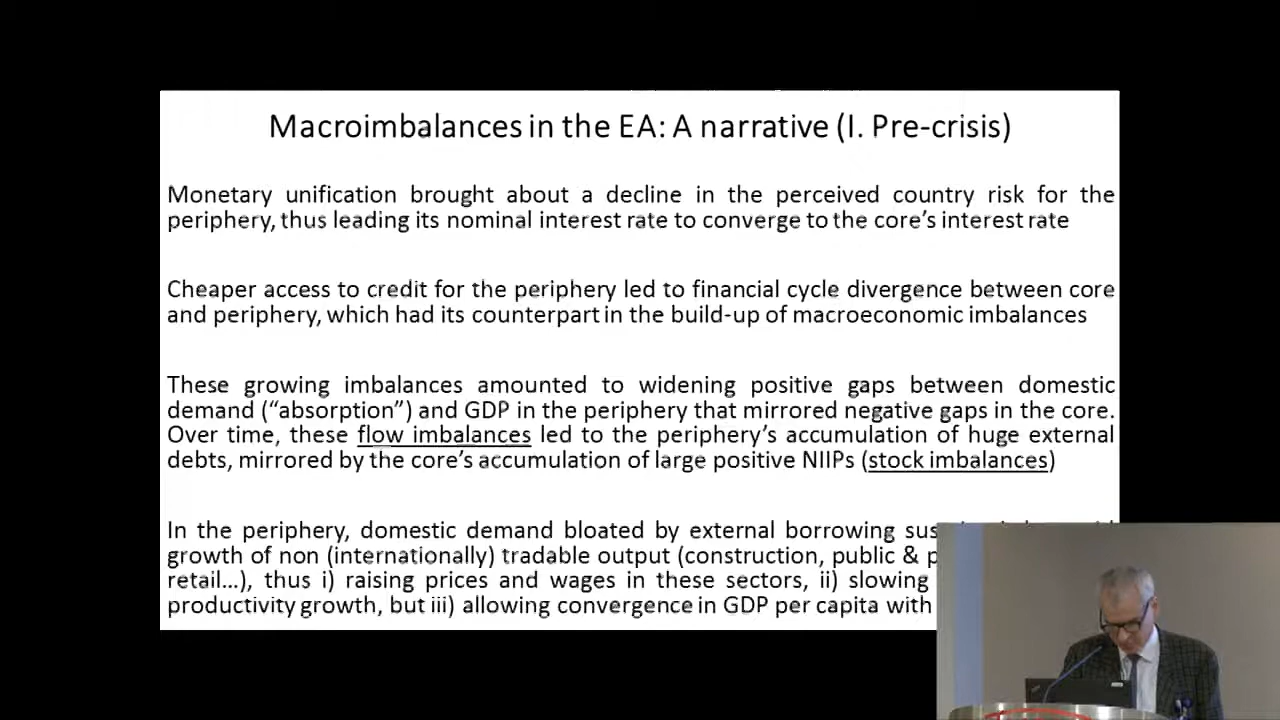 Macroimbalances in the EA: A narrative (I. Pre-crisis)
Monetary unification brought about a decline in the perceived country risk for the
periphery, thus leading its nominal interest rate to converge to the core's interest rate
Cheaper access to credit for the periphery led to financial cycle divergence between core
and periphery, which had its counterpart in the build-up of macroeconomic imbalances
These growing imbalances amounted to widening positive gaps between domestic
demand (“absorption”) and GDP in the periphery that mirrored negative gaps in the core.
Over time, these flow imbalances led to the periphery's accumulation of huge external
debts, mirrored by the core's accumulation of large positive NIIPs (stock imbalances)
In the periphery, domestic demand bloated by external borrowing
growth of non (internationally) tradable output (construction, public &
retail...), thus i) raising prices and wages in these sectors, ii) slowing
productivity growth, but iii) allowing convergence in GDP per capita with